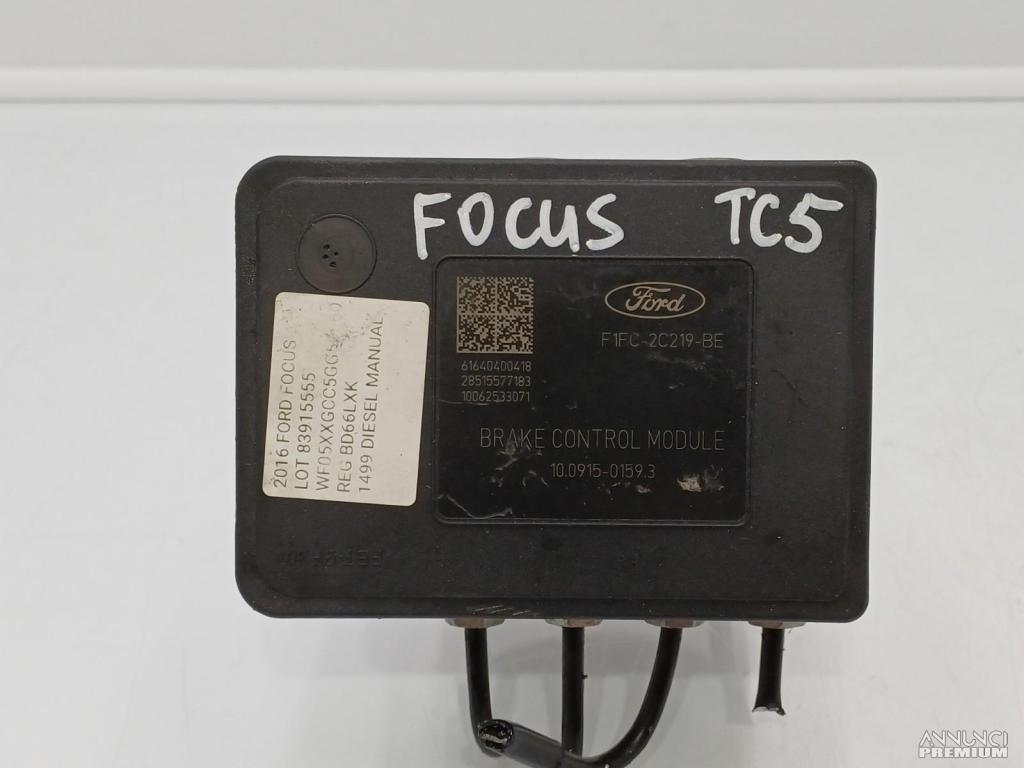 FOCUS TC5
Ford
F1FC-2C219-BE
61640400418
28515577183
10062533071
BRAKE CONTROL MODULE
10.0915-0159.3
2016 FORD FOCUS
LOT 83915555
REG BD66LXK
1499 DIESEL MANUAL
ANNUNCI
PREMIUM